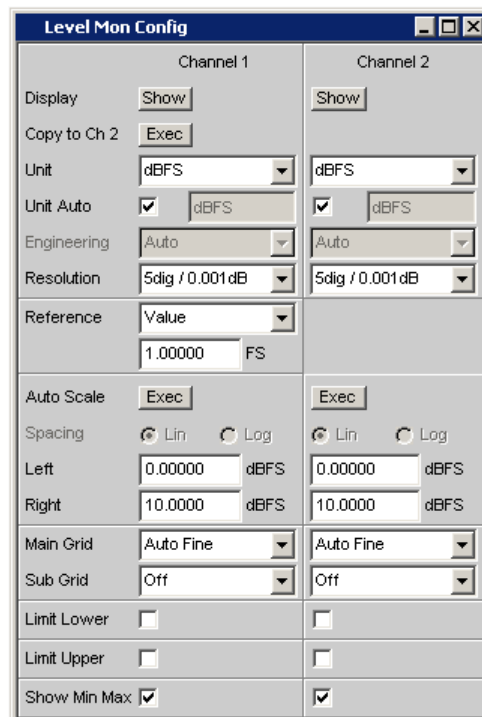 Level Mon Config
Channel 1 Channel 2
Display Show Show
Copy to Ch 2 Exec
Unit dBFS dBFS
Unit Auto dBFS dBFS
Engineering Auto Auto
Resolution 5dig / 0.001dB 5dig / 0.001dB
Reference Value
1.00000 FS
Auto Scale Exec Exec
Spacing Lin Log Lin Log
Left 0.00000 dBFS 0.00000 dBFS
Right 10.0000 dBFS 10.0000 dBFS
Main Grid Auto Fine Auto Fine
Sub Grid Off Off
Limit Lower
Limit Upper
Show Min Max